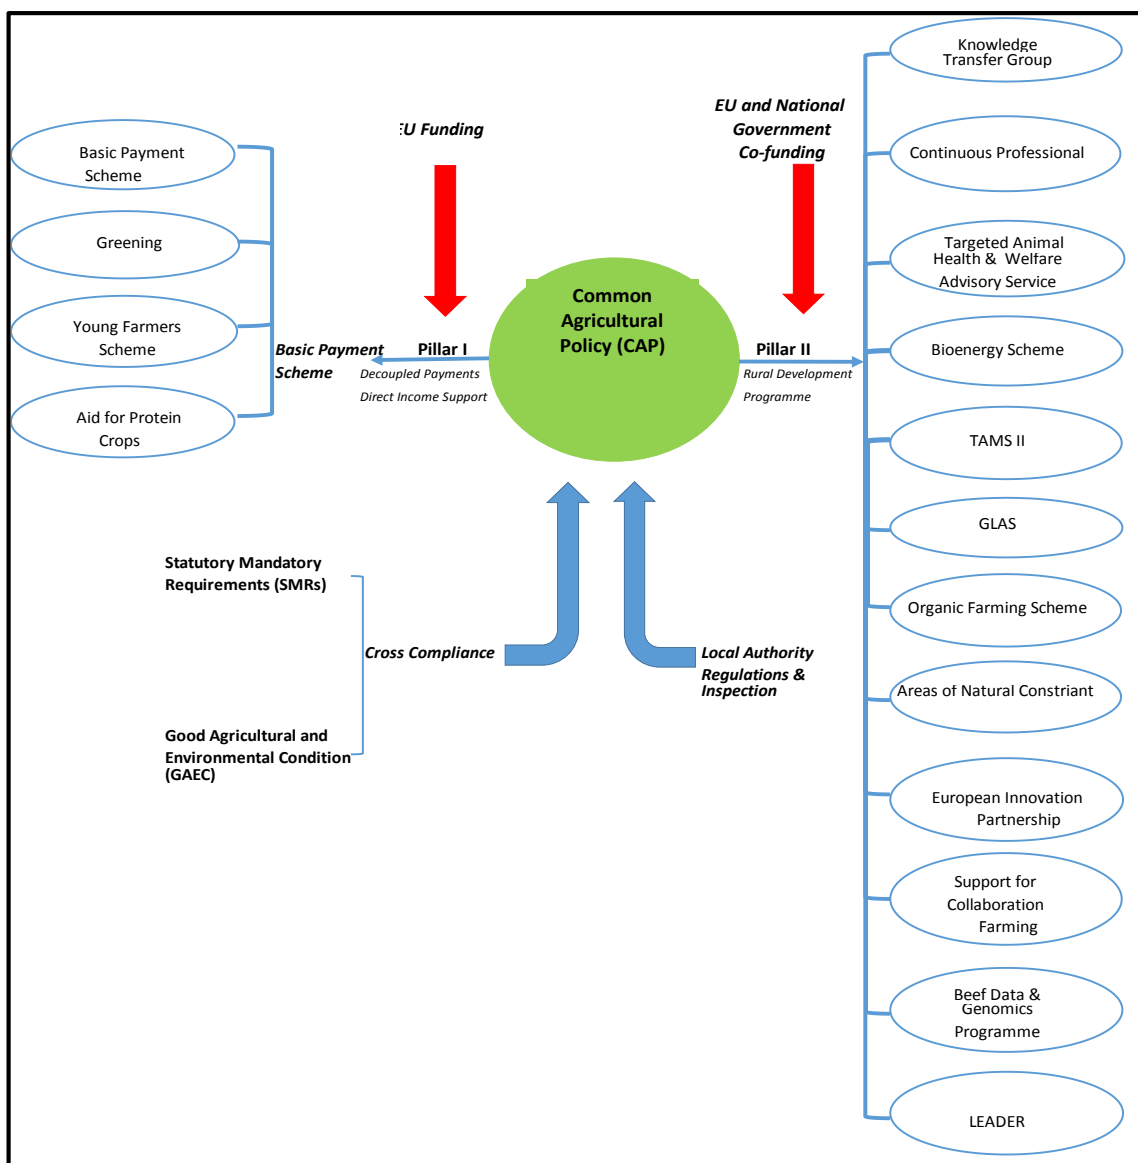 EU Funding
Basic Payment
Scheme
Greening
Young Farmers
Scheme
Aid for Protein
Crops
Basic Payment
Scheme
Pillar I
Decoupled Payments
Direct Income Support
Common
Agricultural
Policy (CAP)
EU and National
Government
Co-funding
Pillar II
Rural Development
Programme
Statutory Mandatory
Requirements (SMRs)
Cross Compliance
Good Agricultural and
Environmental Condition
(GAEC)
Local Authority
Regulations &
Inspection
Knowledge
Transfer Group
Continuous Professional
Targeted Animal
Health & Welfare
Advisory Service
Bioenergy Scheme
TAMS II
GLAS
Organic Farming Scheme
Areas of Natural Constriant
European Innovation
Partnership
Support for
Collaboration
Farming
Beef Data &
Genomics
Programme
LEADER